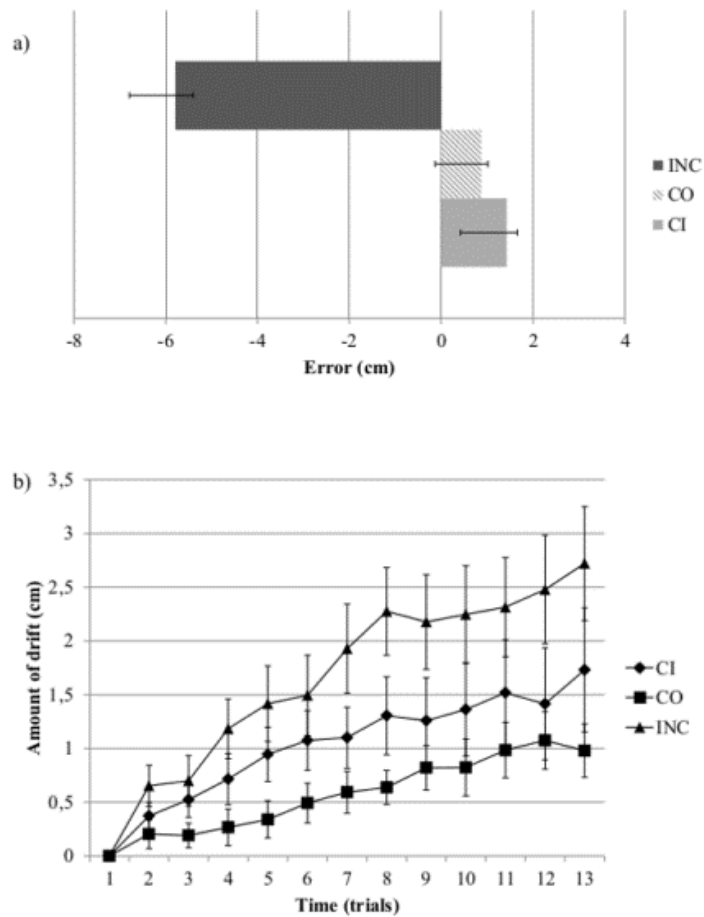 a)
INC
CO
CI
-8 -6 -4 -2 0 2 4
Error (cm)
b)
3,5
3
2,5
2
1,5
1
0,5
0
Amount of drift (cm)
CI
CO
INC
1 2 3 4 5 6 7 8 9 10 11 12 13
Time (trials)